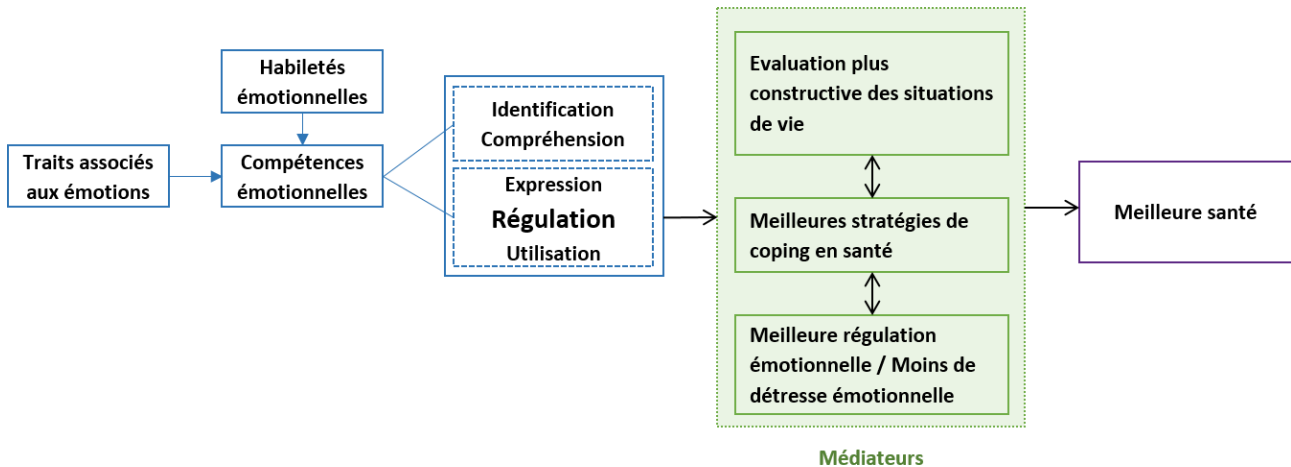 Habiletés
émotionnelles
Traits associés
aux émotions
Compétences
émotionnelles
Identification
Compréhension
Expression
Régulation
Utilisation
Evaluation plus
constructive des situations
de vie
Meilleures stratégies de
coping en santé
Meilleure régulation
émotionnelle / Moins de
détresse émotionnelle
Médiateurs
Meilleure santé